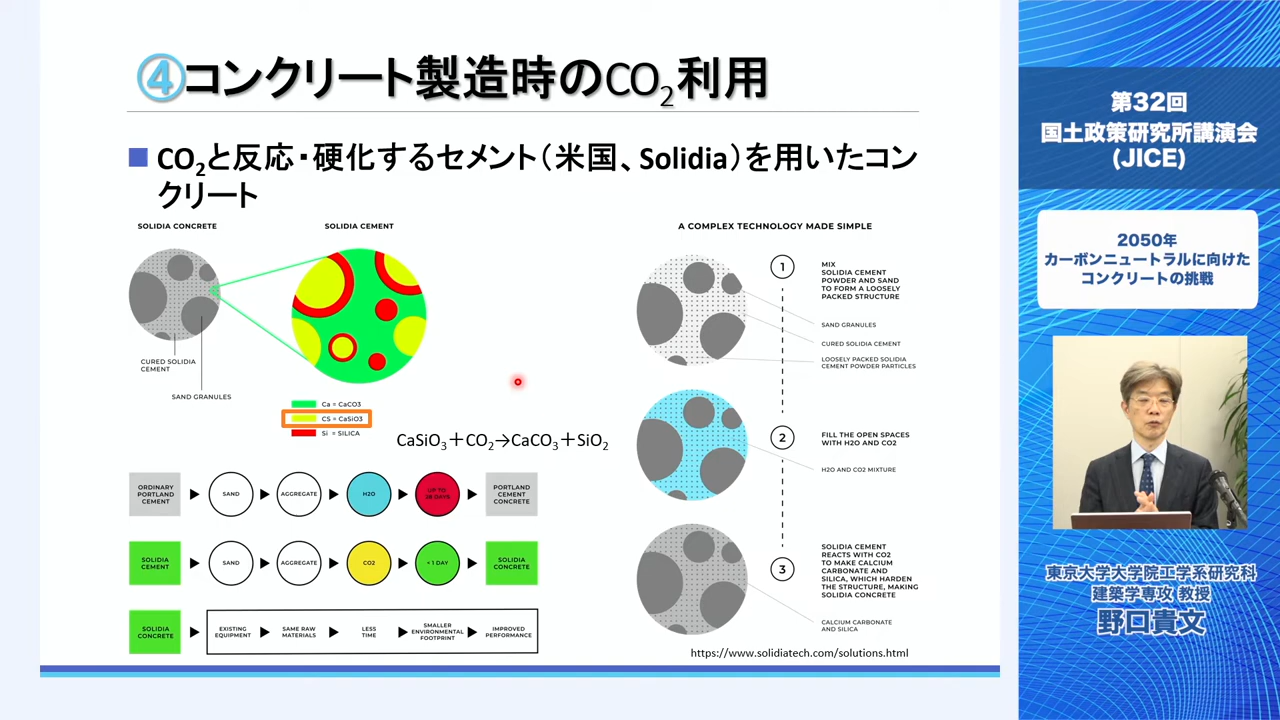 ④コンクリート製造時のCO₂利用
■ CO₂と反応・硬化するセメント（米国、Solidia）を用いたコン
クリート
SOLIDIA CONCRETE
SOLIDIA CEMENT
CURED SOLIDIA
CEMENT
SAND GRANULES
Ca = CaCO3
CS = CaSiO3
Si = SILICA
CaSiO₃＋CO₂→CaCO₃＋SiO₂
ORDINARY
PORTLAND
CEMENT
SAND
AGGREGATE
H2O
UP TO
28 DAYS
PORTLAND
CEMENT
CONCRETE
SOLIDIA
CEMENT
SAND
AGGREGATE
CO2
< 1 DAY
SOLIDIA
CONCRETE
SOLIDIA
CONCRETE
EXISTING
EQUIPMENT
SAME RAW
MATERIALS
LESS
TIME
SMALLER
ENVIRONMENTAL
FOOTPRINT
IMPROVED
PERFORMANCE
A COMPLEX TECHNOLOGY MADE SIMPLE
1
MIX
SOLIDIA CEMENT
POWDER AND SAND
TO FORM A LOOSELY
PACKED STRUCTURE
SAND GRANULES
CURED SOLIDIA CEMENT
LOOSELY PACKED SOLIDIA
CEMENT POWDER PARTICLES
2
FILL THE OPEN SPACES
WITH H2O AND CO2
H2O AND CO2 MIXTURE
3
SOLIDIA CEMENT
REACTS WITH CO2
TO MAKE CALCIUM
CARBONATE AND
SILICA, WHICH HARDEN
THE STRUCTURE, MAKING
SOLIDIA CONCRETE
CALCIUM CARBONATE
AND SILICA
https://www.solidiatech.com/solutions.html
第32回
国土政策研究所講演会
(JICE)
2050年
カーボンニュートラルに向けた
コンクリートの挑戦
東京大学大学院工学系研究科
建築学専攻 教授
野口貴文